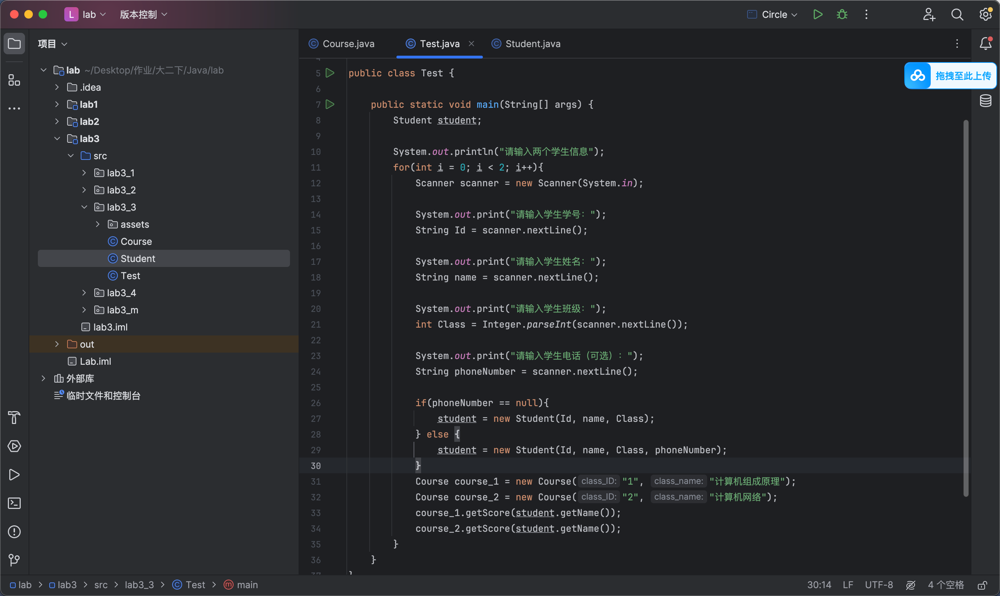 L lab 版本控制 Circle
项目
lab ~/Desktop/作业/大二下/Java/lab
.idea
lab1
lab2
lab3
src
lab3_1
lab3_2
lab3_3
assets
Course
Student
Test
lab3_4
lab3_m
lab3.iml
out
Lab.iml
外部库
临时文件和控制台
Course.java Test.java Student.java
拖拽至此上传
5 public class Test {
6
7 public static void main(String[] args) {
8 Student student;
9
10 System.out.println("请输入两个学生信息");
11 for(int i = 0; i < 2; i++){
12 Scanner scanner = new Scanner(System.in);
13
14 System.out.print("请输入学生学号：");
15 String Id = scanner.nextLine();
16
17 System.out.print("请输入学生姓名：");
18 String name = scanner.nextLine();
19
20 System.out.print("请输入学生班级：");
21 int Class = Integer.parseInt(scanner.nextLine());
22
23 System.out.print("请输入学生电话（可选）：");
24 String phoneNumber = scanner.nextLine();
25
26 if(phoneNumber == null){
27 student = new Student(Id, name, Class);
28 } else {
29 student = new Student(Id, name, Class, phoneNumber);
30 }
31 Course course_1 = new Course( class_ID: "1", class_name: "计算机组成原理");
32 Course course_2 = new Course( class_ID: "2", class_name: "计算机网络");
33 course_1.getScore(student.getName());
34 course_2.getScore(student.getName());
35 }
36 }
lab > lab3 > src > lab3_3 > Test > main 30:14 LF UTF-8 4 个空格